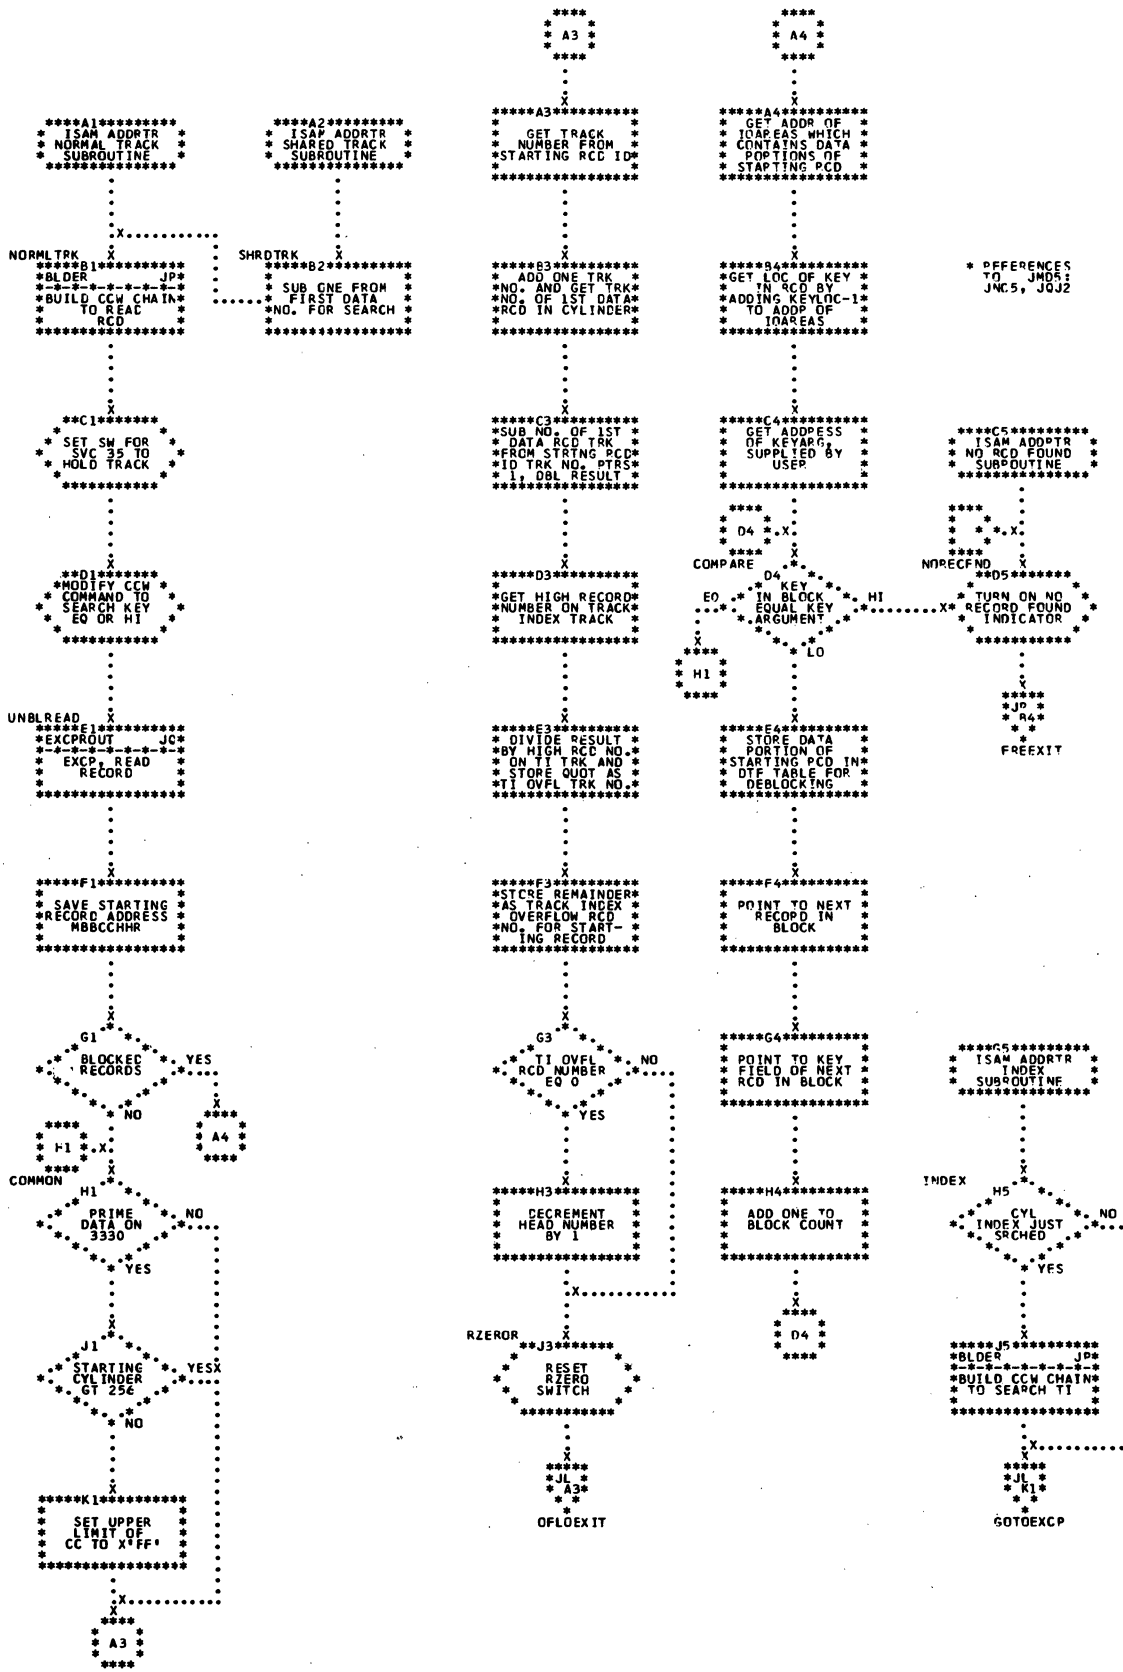 A3
A4
A1
ISAM ADDRTR
NORMAL TRACK
SUBROUTINE
A2
ISAM ADDRTR
SHARED TRACK
SUBROUTINE
A3
GET TRACK
NUMBER FROM
STARTING RCD ID
A4
GET ADDR OF
IOAREAS WHICH
CONTAINS DATA
PORTIONS OF
STARTING RCD
NORMLTRK
B1
BLDER JP
BUILD CCW CHAIN
TO READ
RCD
SHRDTRK
B2
SUB ONE FROM
FIRST DATA
NO. FOR SEARCH
B3
ADD ONE TRK
NO. AND GET TRK
NO. OF 1ST DATA
RCD IN CYLINDER
B4
GET LOC OF KEY
IN RCD BY
ADDING KEYLOC-1
TO ADDR OF
IOAREAS
* REFERENCES
TO JMD5;
JNC5, JQJ2
C1
SET SW FOR
SVC 35 TO
HOLD TRACK
C3
SUB NO. OF 1ST
DATA RCD TRK
FROM STRTNG RCD
ID TRK NO. PTRS
1, DBL RESULT
C4
GET ADDRESS
OF KEYARG,
SUPPLIED BY
USER
C5
ISAM ADDRTR
NO RCD FOUND
SUBROUTINE
D1
MODIFY CCW
COMMAND TO
SEARCH KEY
EQ OR HI
D3
GET HIGH RECORD
NUMBER ON TRACK
INDEX TRACK
D4
COMPARE
D4
KEY
IN BLOCK
EQUAL KEY
ARGUMENT
EQ
HI
LO
H1
NORECFND
D5
TURN ON NO
RECORD FOUND
INDICATOR
JP
B4
FREEXIT
UNBLREAD
E1
EXCPROUT JC
EXCP, READ
RECORD
E3
DIVIDE RESULT
BY HIGH RCD NO.
ON TI TRK AND
STORE QUOT AS
TI OVFL TRK NO.
E4
STORE DATA
PORTION OF
STARTING RCD IN
DTF TABLE FOR
DEBLOCKING
F1
SAVE STARTING
RECORD ADDRESS
MBBCCHHR
F3
STORE REMAINDER
AS TRACK INDEX
OVERFLOW RCD
NO. FOR START-
ING RECORD
F4
POINT TO NEXT
RECORD IN
BLOCK
G1
BLOCKED
RECORDS
YES
NO
A4
G3
TI OVFL
RCD NUMBER
EQ 0
NO
YES
G4
POINT TO KEY
FIELD OF NEXT
RCD IN BLOCK
G5
ISAM ADDRTR
INDEX
SUBROUTINE
H1
COMMON
H1
PRIME
DATA ON
3330
NO
YES
H3
DECREMENT
HEAD NUMBER
BY 1
H4
ADD ONE TO
BLOCK COUNT
INDEX
H5
CYL
INDEX JUST
SRCHED
NO
YES
J1
STARTING
CYLINDER
GT 256
YES
NO
RZEROR
J3
RESET
RZERO
SWITCH
D4
J5
BLDER JP
BUILD CCW CHAIN
TO SEARCH TI
K1
SET UPPER
LIMIT OF
CC TO X'FF'
JL
A3
OFLOEXIT
JL
K1
GOTOEXCP
A3